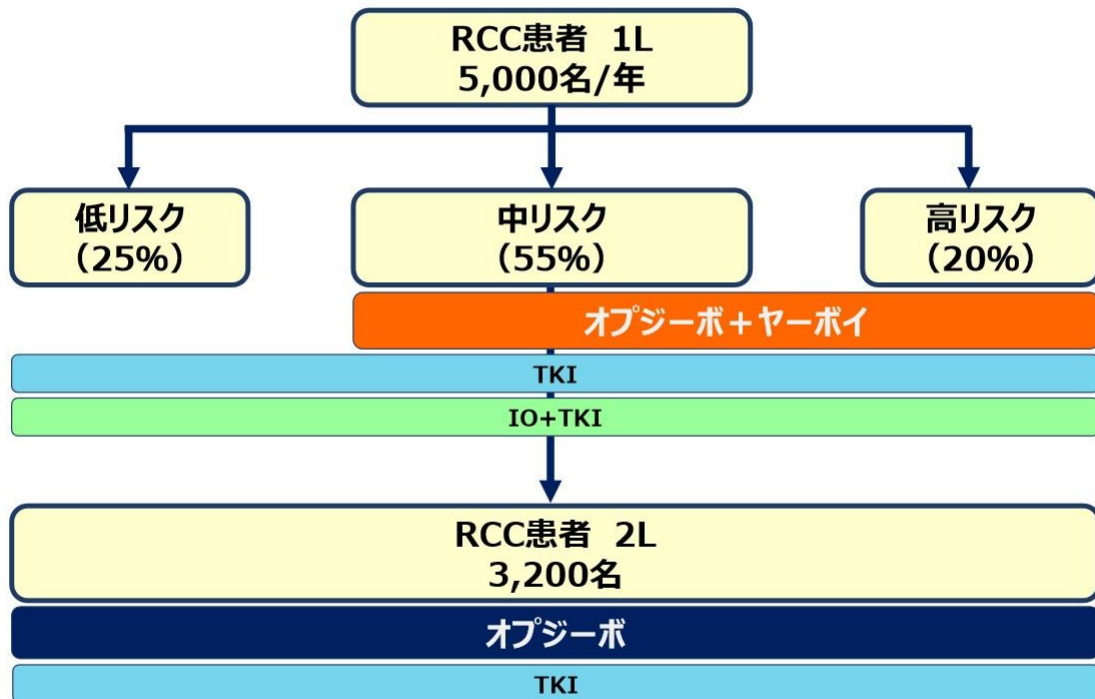 RCC患者 1L
5,000名/年
低リスク
（25%）
中リスク
（55%）
高リスク
（20%）
オプジーボ＋ヤーボイ
TKI
IO+TKI
RCC患者 2L
3,200名
オプジーボ
TKI